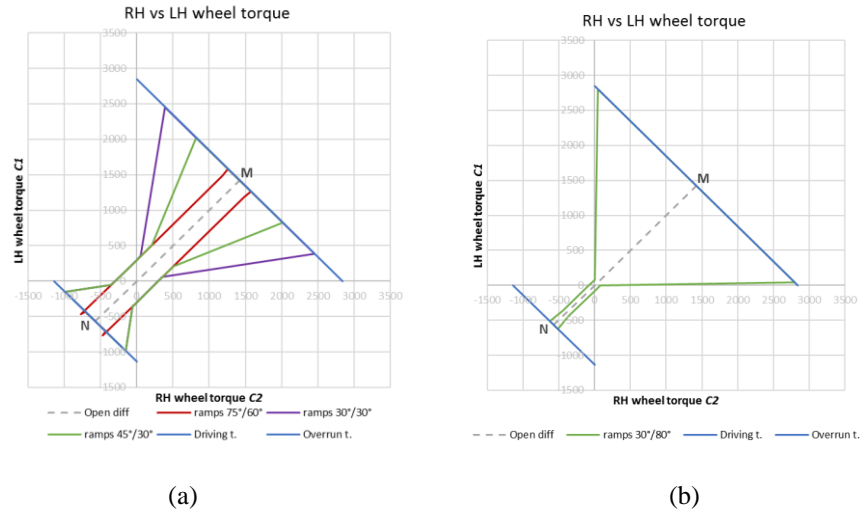 RH vs LH wheel torque
3500
3000
2500
2000
1500
1000
500
0
-1500 -1000 -500 0 500 1000 1500 2000 2500 3000 3500
500
1000
1500
M
N
LH wheel torque C1
RH wheel torque C2
Open diff ramps 75°/60° ramps 30°/30°
ramps 45°/30° Driving t. Overrun t.
(a)
RH vs LH wheel torque
3500
3000
2500
2000
1500
1000
500
0
-1500 -1000 -500 0 500 1000 1500 2000 2500 3000 3500
500
1000
1500
M
N
LH wheel torque C1
RH wheel torque C2
Open diff ramps 30°/80° Driving t. Overrun t.
(b)